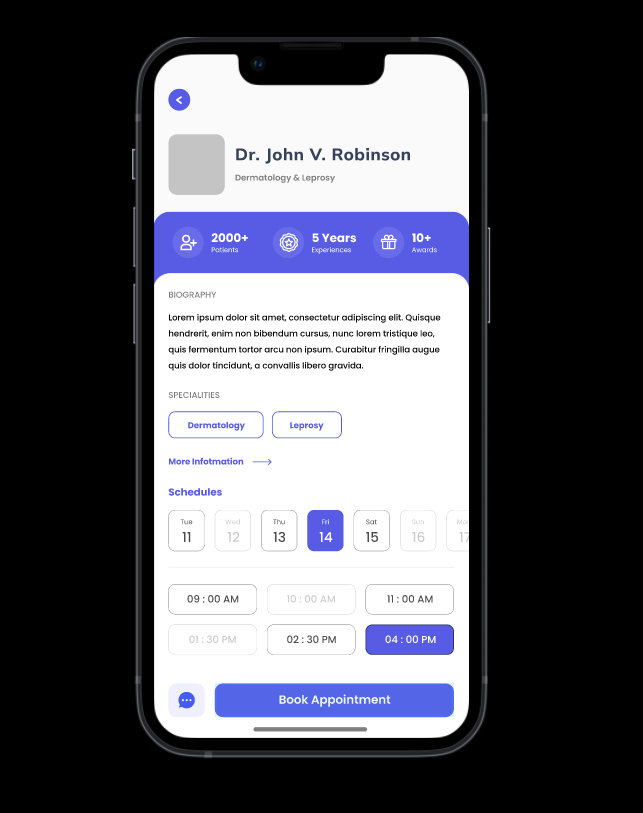 Dr. John V. Robinson
Dermatology & Leprosy
2000+ 5 Years 10+
Patients Experiences Awards
BIOGRAPHY
Lorem ipsum dolor sit amet, consectetur adipiscing elit. Quisque
hendrerit, enim non bibendum cursus, nunc lorem tristique leo,
quis fermentum tortor arcu non ipsum. Curabitur fringilla augue
quis dolor tincidunt, a convallis libero gravida.
SPECIALITIES
Dermatology Leprosy
More Infotmation
Schedules
Tue Wed Thu Fri Sat Sun Mo
11 12 13 14 15 16 17
09 : 00 AM 10 : 00 AM 11 : 00 AM
01 : 30 PM 02 : 30 PM 04 : 00 PM
Book Appointment